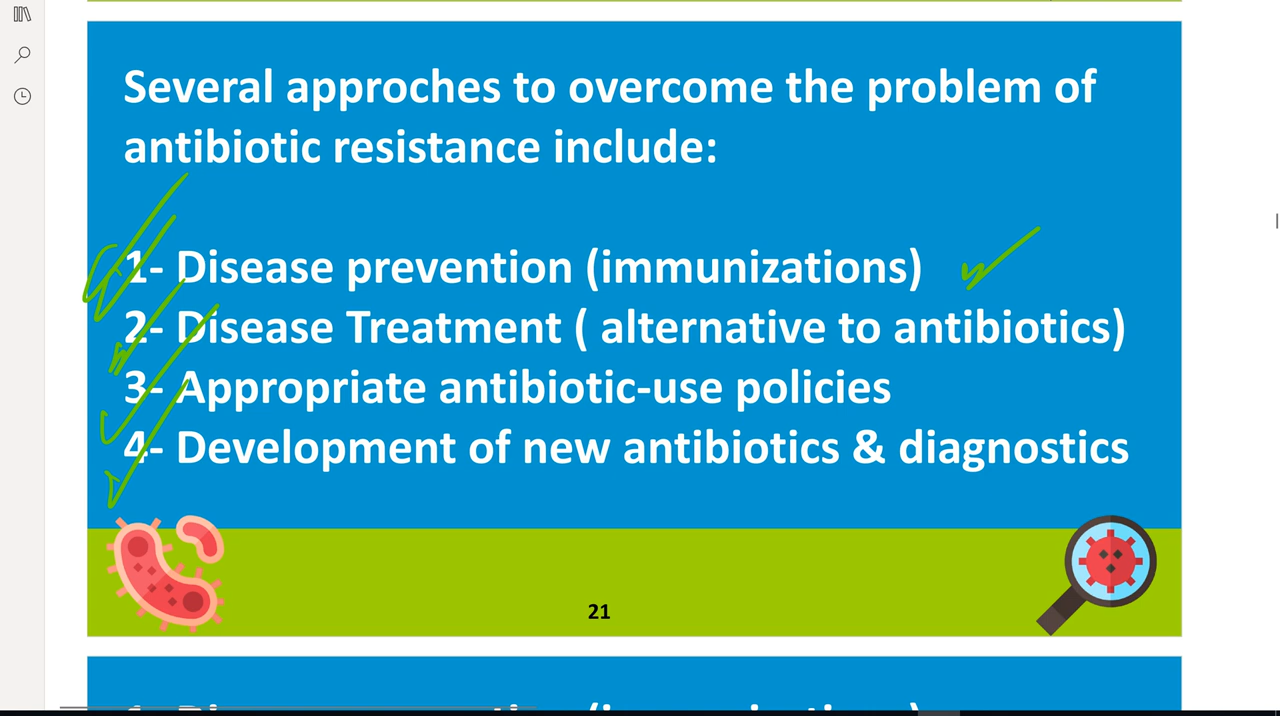 Several approches to overcome the problem of
antibiotic resistance include:
1- Disease prevention (immunizations)
2- Disease Treatment ( alternative to antibiotics)
3- Appropriate antibiotic-use policies
4- Development of new antibiotics & diagnostics
21